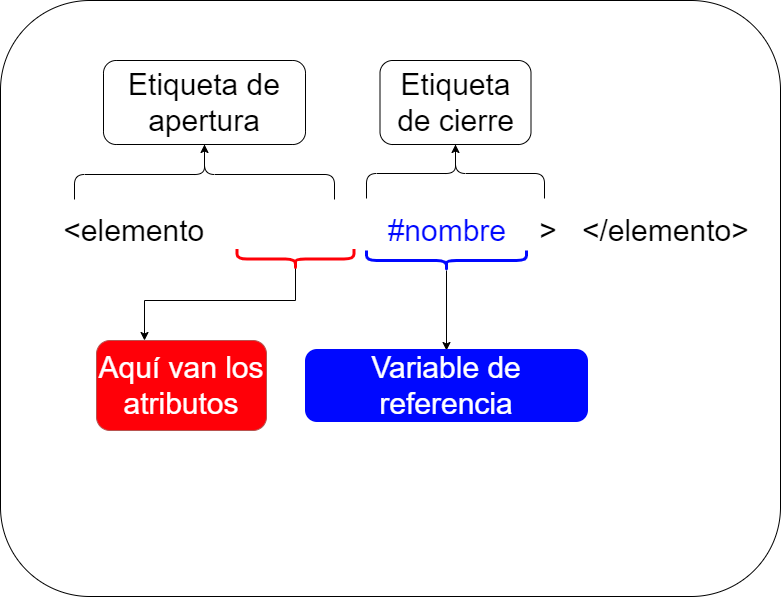 Etiqueta de
apertura
Etiqueta
de cierre
<elemento #nombre > </elemento>
Aquí van los
atributos
Variable de
referencia